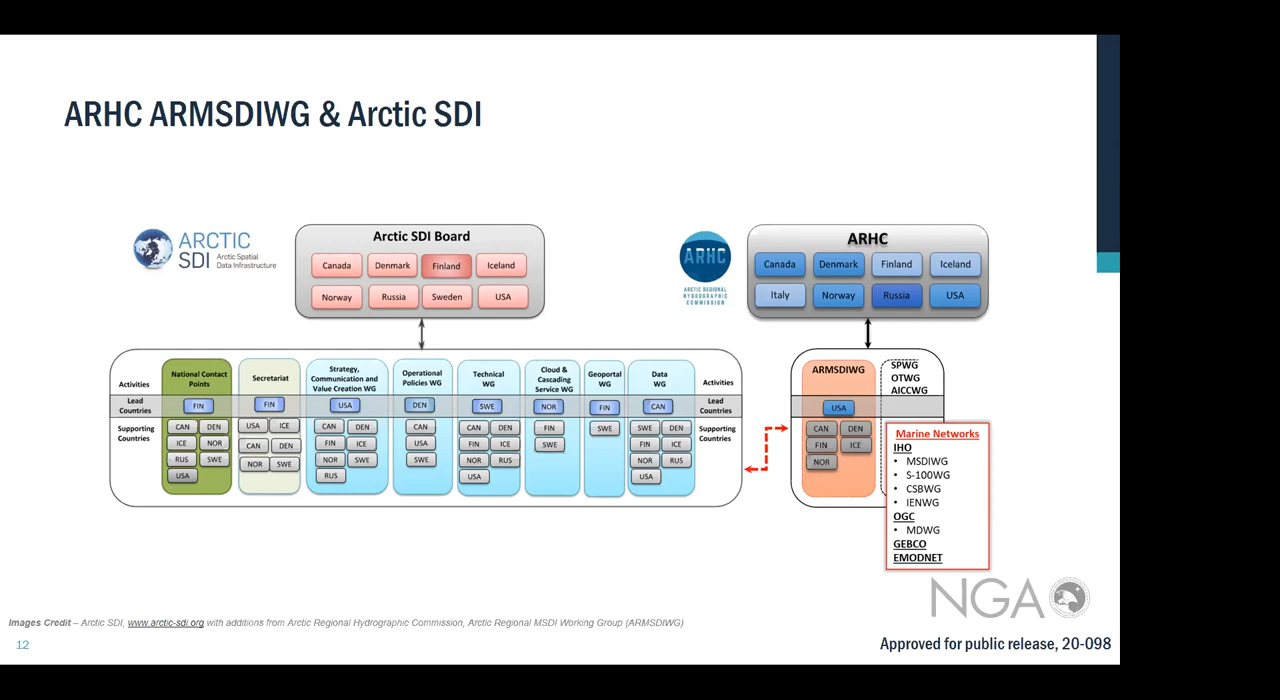 ARHC ARMSDIWG & Arctic SDI
ARCTIC
SDI
Arctic Spatial
Data Infrastructure
Arctic SDI Board
Canada Denmark Finland Iceland
Norway Russia Sweden USA
ARHC
ARCTIC REGIONAL
HYDROGRAPHIC
COMMISSION
ARHC
Canada Denmark Finland Iceland
Italy Norway Russia USA
Activities
Lead
Countries
Supporting
Countries
National Contact
Points
FIN
CAN DEN
ICE NOR
RUS SWE
USA
Secretariat
FIN
USA ICE
CAN DEN
NOR SWE
Strategy,
Communication and
Value Creation WG
USA
CAN DEN
FIN ICE
NOR SWE
RUS
Operational
Policies WG
DEN
CAN
USA
SWE
Technical
WG
SWE
CAN DEN
FIN ICE
NOR RUS
USA
Cloud &
Cascading
Service WG
NOR
FIN
SWE
Geoportal
WG
FIN
SWE
Data
WG
CAN
SWE DEN
FIN ICE
NOR RUS
USA
Activities
Lead
Countries
Supporting
Countries
ARMSDIWG
USA
CAN DEN
FIN ICE
NOR
SPWG
OTWG
AICCWG
Marine Networks
IHO
• MSDIWG
• S-100WG
• CSBWG
• IENWG
OGC
• MDWG
GEBCO
EMODNET
NGA
Images Credit – Arctic SDI, www.arctic-sdi.org with additions from Arctic Regional Hydrographic Commission, Arctic Regional MSDI Working Group (ARMSDIWG)
12
Approved for public release, 20-098